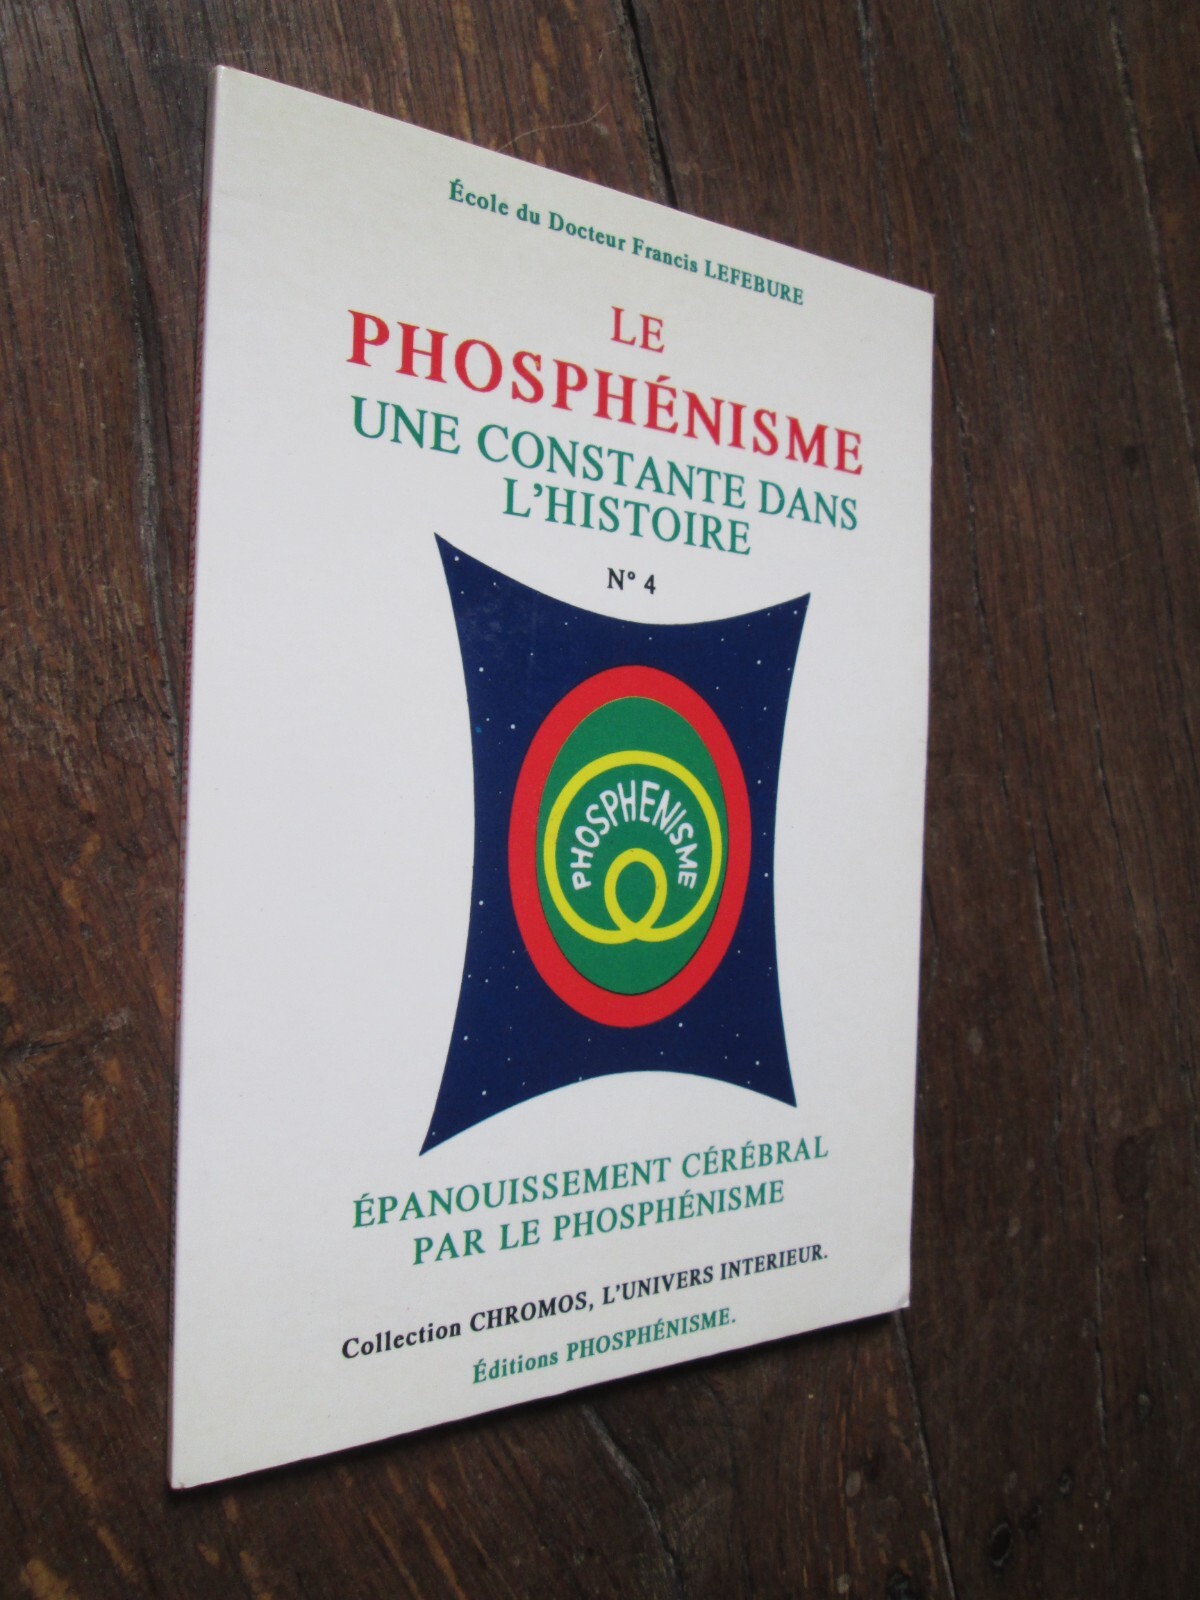 École du Docteur Francis LEFEBURE
LE
PHOSPHÉNISME
UNE CONSTANTE DANS
L'HISTOIRE
N° 4
PHOSPHENISME
ÉPANOUISSEMENT CÉRÉBRAL
PAR LE PHOSPHÉNISME
Collection CHROMOS, L'UNIVERS INTERIEUR.
Éditions PHOSPHÉNISME.